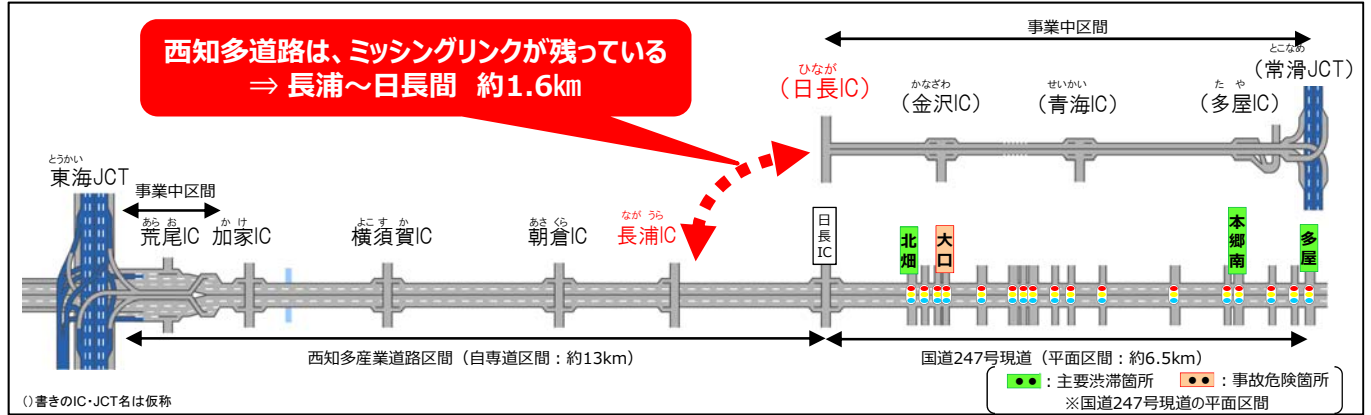 西知多道路は、ミッシングリンクが残っている
⇒ 長浦～日長間 約1.6㎞
事業中区間
ひなが
(日長IC)
かなざわ
(金沢IC)
せいかい
(青海IC)
た や
(多屋IC)
とこなめ
(常滑JCT)
とうかい
東海JCT
事業中区間
あら お
荒尾IC
か け
加家IC
よこ す か
横須賀IC
あさ くら
朝倉IC
なが うら
長浦IC
日長IC
北畑
大口
本郷南
多屋
西知多産業道路区間(自専道区間:約13km)
国道247号現道(平面区間:約6.5km)
:主要渋滞箇所
:事故危険箇所
※国道247号現道の平面区間
()書きのIC・JCT名は仮称